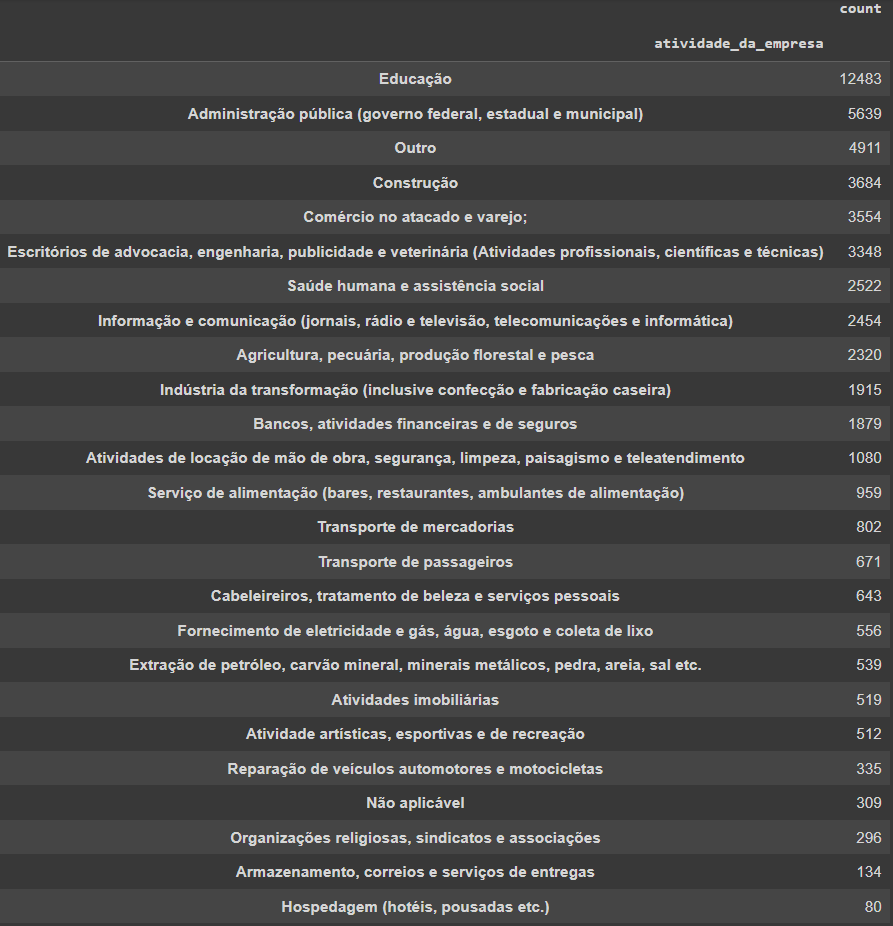 count
atividade_da_empresa
Educação 12483
Administração pública (governo federal, estadual e municipal) 5639
Outro 4911
Construção 3684
Comércio no atacado e varejo; 3554
Escritórios de advocacia, engenharia, publicidade e veterinária (Atividades profissionais, científicas e técnicas) 3348
Saúde humana e assistência social 2522
Informação e comunicação (jornais, rádio e televisão, telecomunicações e informática) 2454
Agricultura, pecuária, produção florestal e pesca 2320
Indústria da transformação (inclusive confecção e fabricação caseira) 1915
Bancos, atividades financeiras e de seguros 1879
Atividades de locação de mão de obra, segurança, limpeza, paisagismo e teleatendimento 1080
Serviço de alimentação (bares, restaurantes, ambulantes de alimentação) 959
Transporte de mercadorias 802
Transporte de passageiros 671
Cabeleireiros, tratamento de beleza e serviços pessoais 643
Fornecimento de eletricidade e gás, água, esgoto e coleta de lixo 556
Extração de petróleo, carvão mineral, minerais metálicos, pedra, areia, sal etc. 539
Atividades imobiliárias 519
Atividade artísticas, esportivas e de recreação 512
Reparação de veículos automotores e motocicletas 335
Não aplicável 309
Organizações religiosas, sindicatos e associações 296
Armazenamento, correios e serviços de entregas 134
Hospedagem (hotéis, pousadas etc.) 80